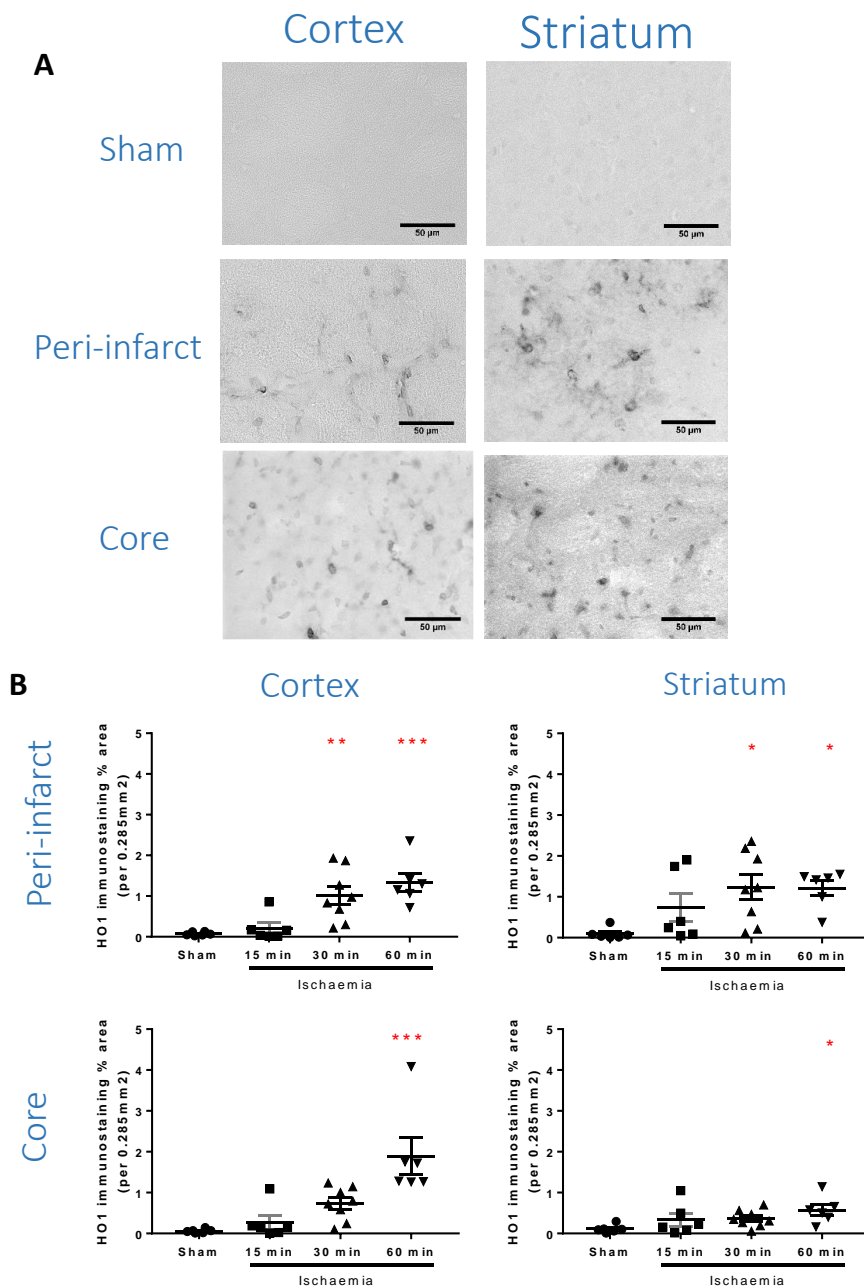 Cortex Striatum
A
Sham
50 µm 50 µm
Peri-infarct
50 µm 50 µm
Core
50 µm 50 µm
B
Cortex Striatum
Peri-infarct
HO1 immunostaining % area
(per 0.285mm2)
5
4
3
2
1
0
** ***
Sham 15 min 30 min 60 min
Ischaemia
HO1 immunostaining % area
(per 0.285mm2)
5
4
3
2
1
0
* *
Sham 15 min 30 min 60 min
Ischaemia
Core
HO1 immunostaining % area
(per 0.285mm2)
5
4
3
2
1
0
***
Sham 15 min 30 min 60 min
Ischaemia
HO1 immunostaining % area
(per 0.285mm2)
5
4
3
2
1
0
*
Sham 15 min 30 min 60 min
Ischaemia